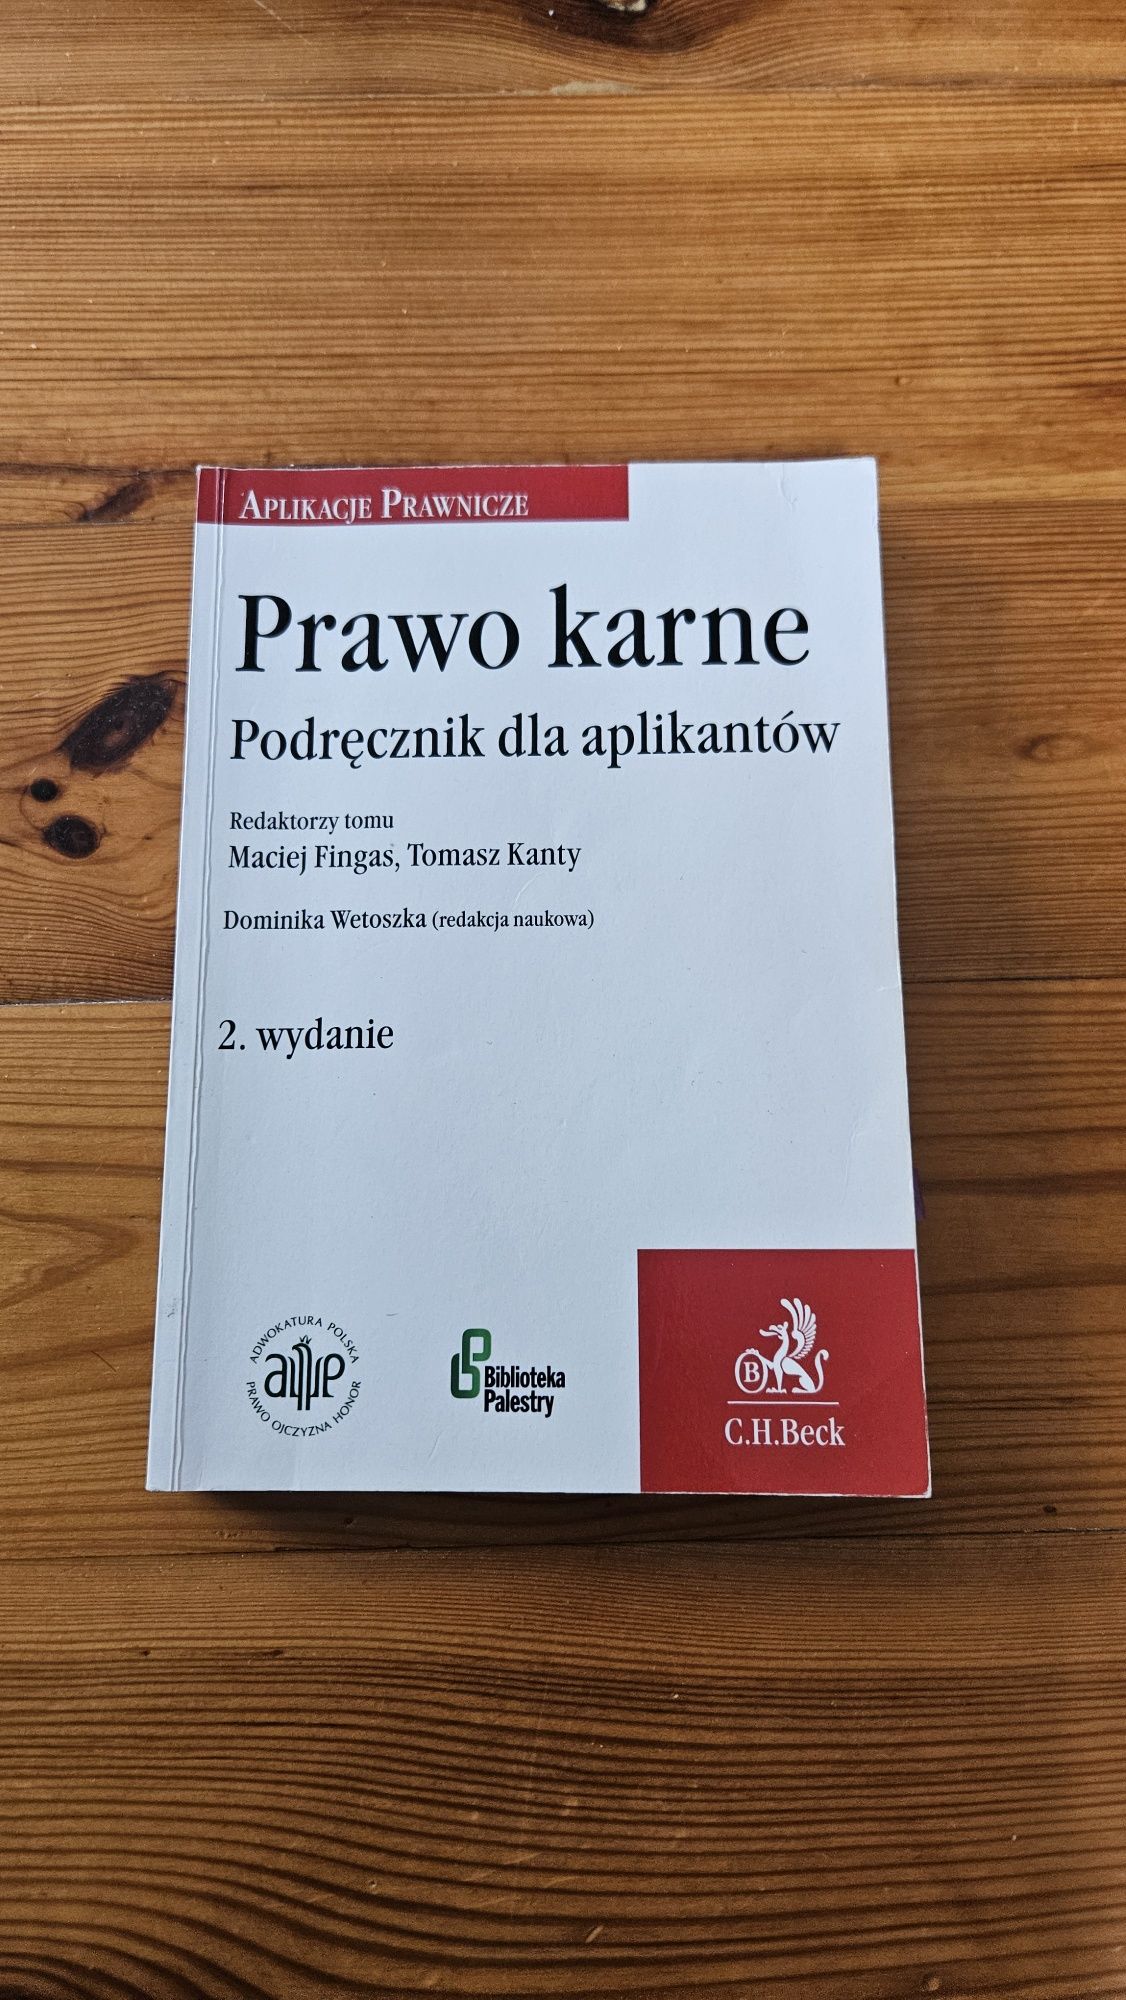 Aplikacje Prawnicze
Prawo karne
Podręcznik dla aplikantów
Redaktorzy tomu
Maciej Fingas, Tomasz Kanty
Dominika Wetoszka (redakcja naukowa)
2. wydanie
ADWOKATURA POLSKA
PRAWO OJCZYZNA HONOR
Biblioteka
Palestry
B
C.H.Beck